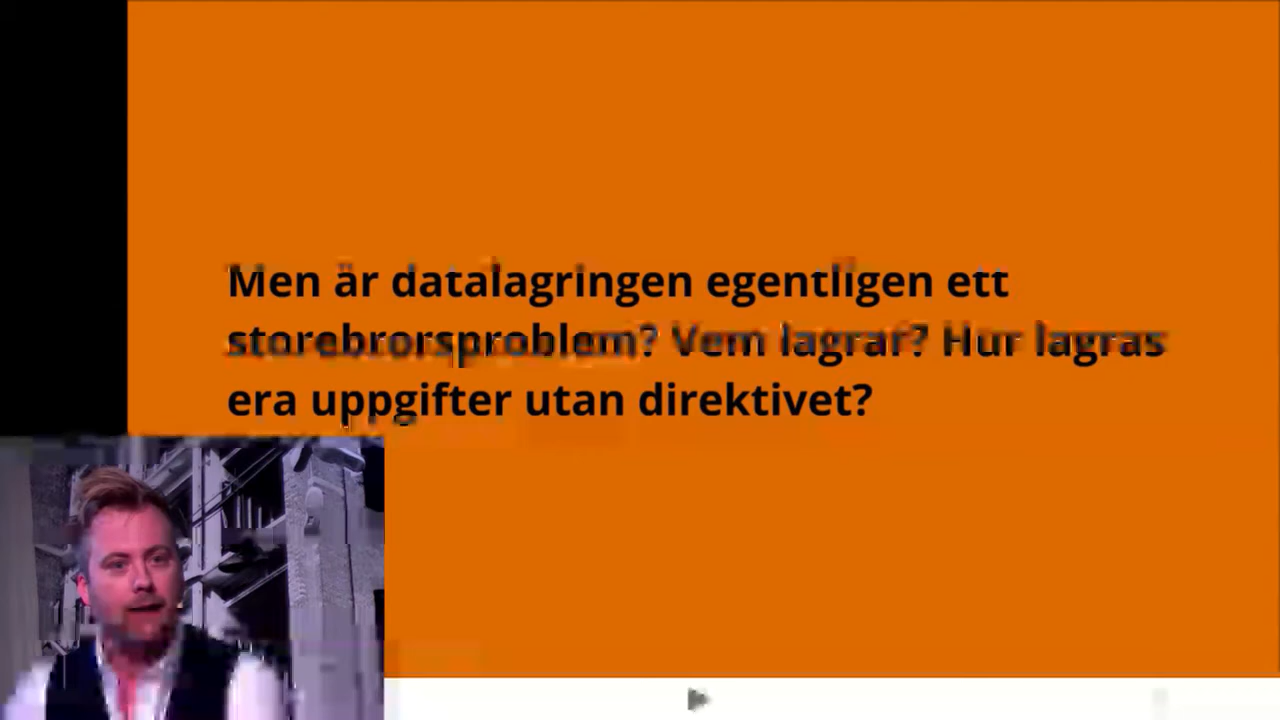 Men är datalagringen egentligen ett
storebrorsproblem? Vem lagrar? Hur lagras
era uppgifter utan direktivet?